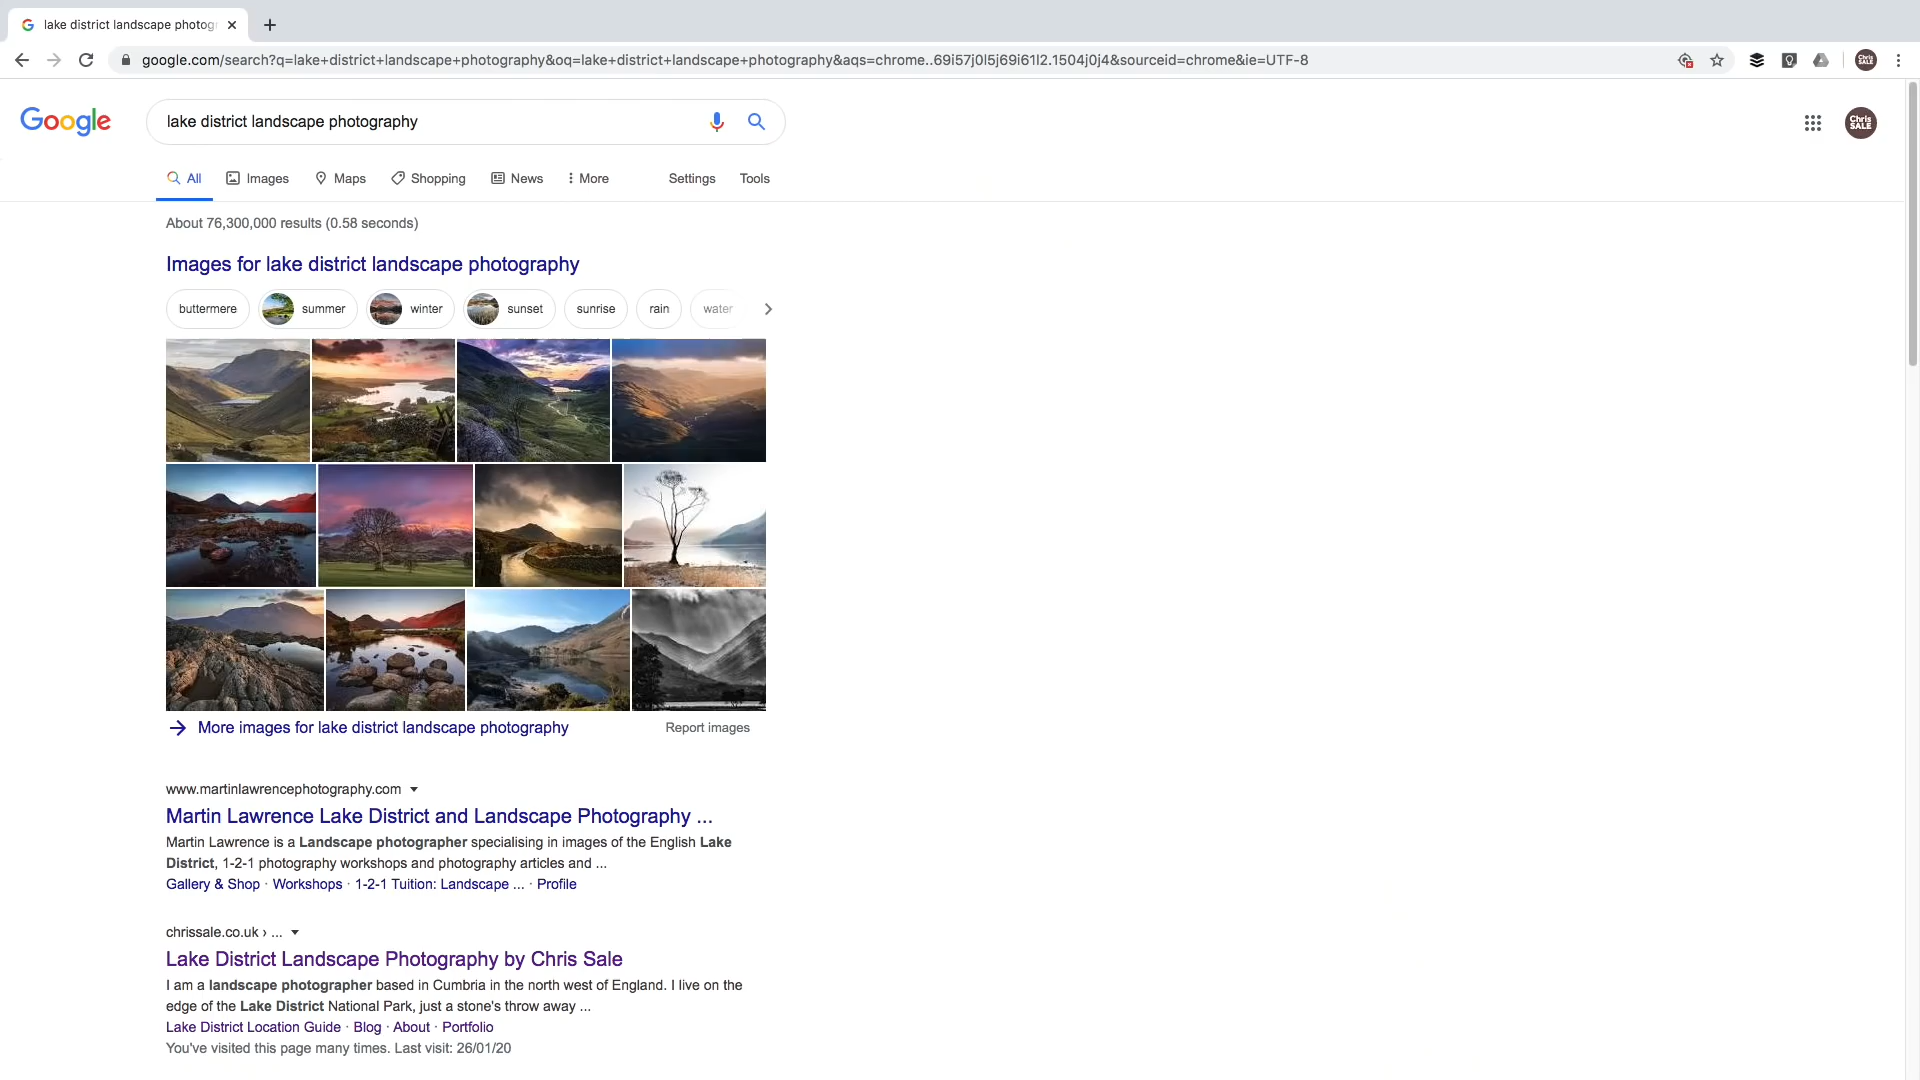 lake district landscape photog
google.com/search?q=lake+district+landscape+photography&oq=lake+district+landscape+photography&aqs=chrome..69i57j0l5j69i61l2.1504j0j4&sourceid=chrome&ie=UTF-8
Chris SALE
Google
lake district landscape photography
Chris
SALE
All Images Maps Shopping News More Settings Tools
About 76,300,000 results (0.58 seconds)
Images for lake district landscape photography
buttermere summer winter sunset sunrise rain water
More images for lake district landscape photography Report images
www.martinlawrencephotography.com
Martin Lawrence Lake District and Landscape Photography ...
Martin Lawrence is a Landscape photographer specialising in images of the English Lake
District, 1-2-1 photography workshops and photography articles and ...
Gallery & Shop · Workshops · 1-2-1 Tuition: Landscape ... · Profile
chrissale.co.uk › ...
Lake District Landscape Photography by Chris Sale
I am a landscape photographer based in Cumbria in the north west of England. I live on the
edge of the Lake District National Park, just a stone's throw away ...
Lake District Location Guide · Blog · About · Portfolio
You've visited this page many times. Last visit: 26/01/20